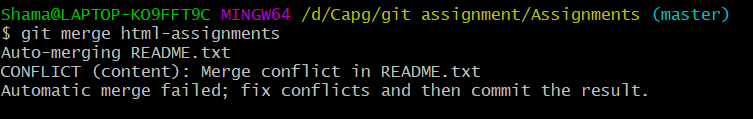 Shama@LAPTOP-KO9FFT9C MINGW64 /d/Capg/git assignment/Assignments (master)
$ git merge html-assignments
Auto-merging README.txt
CONFLICT (content): Merge conflict in README.txt
Automatic merge failed; fix conflicts and then commit the result.